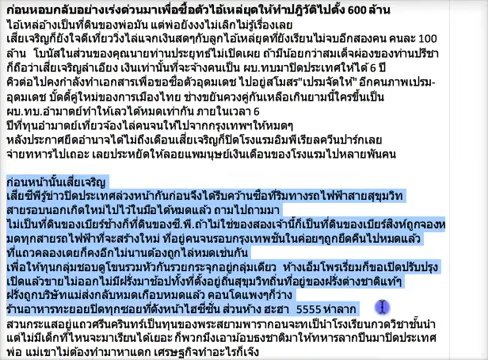 ก่อนหอบกลับอย่างเร่งด่วนมาเพื่อซื้อตัวไอ้เหล่ยุดให้ทำปฏิวัติไปตั้ง 600 ล้าน
ไอ้เหล่อ้างเป็นที่ดินของพ่อมัน แต่พ่อยังงงไม่เลิกไม่รู้เรื่องเลย
เสี่ยเจริญก็ยังใจดีเที่ยววิ่งไล่แจกเงินสดๆกับลูกไอ้เหล่ยุดที่ยังเรียนไม่จบอีกสองคน คนละ 100
ล้าน โบนัสในส่วนของคุณนายท่านประยุทธ์ไม่เปิดเผย ถ้ามีน้อยกว่าสมเด็จผ่องของท่านปรีชา
ก็ถือว่าเสี่ยเจริญลำเอียง เงินเท่านั้นที่จะจ้างคนเป็น ผบ.ทบมาปิดประเทศให้ได้ 6 ปี
คิวต่อไปคงกำลังทำเอกสารเพื่อขอซื้อตัวอุดมเดช ไปอยู่สโมสร"เปรมจัดให้" อีกคนภาพเปรม-
อุดมเดช บั้ดดี้คู่ใหม่ของการเมืองไทย ช่างขยันควงคู่กันเหลือเกินยามนี้ใครขึ้นเป็น
ผบ.ทบ.อำมาตย์ทำให้เลวได้หมดเท่ากัน ภายในเวลา 6
ปีที่ทุนอำมาตย์เที่ยวจ้องไล่คนจนให้ไปจากกรุงเทพฯให้หมดๆ
หลังประกาศยึดอำนาจได้ไม่ถึงเดือนเสี่ยเจริญก็ปิดโรงแรมอิมพีเรียลควีนปาร์กเลย
จ่ายทหารไปเถอะ เลยประหยัดให้ลอยแพมนุษย์เงินเดือนของโรงแรมไปหลายพันคน
ก่อนหน้านั้นเสี่ยเจริญ
เสี่ยซีพีรู้ข่าวปิดประเทศล่วงหน้ากันก่อนจึงได้รีบคว้านซื้อที่ริมทางรถไฟฟ้าสายสุขุมวิท
สายรอบนอกเกิดใหม่ไปไว้ในมือได้หมดแล้ว ถามไปถามมา
ไม่เป็นที่ดินของเบียร์ช้างก็ที่ดินของซี.พี.ถ้าไม่ใช่ของสองเจ้านี้ก็เป็นที่ดินของเบียร์สิงห์ถูกจองห
มดทุกสายรถไฟฟ้าที่จะสร้างใหม่ ที่อยู่คนจนรอบกรุงเทพชั้นในค่อยๆถูกยึดคืนไปหมดแล้ว
ที่แถวคลองเตยก็คงอีกไม่นานต้องถูกไล่หมดเช่นกัน
เพื่อให้ทุนกลุ่มชอบดูโขนรวมหัวกันรวยกระจุกอยู่กลุ่มเดียว ห้างเอ็มโพรเรี่ยมก็ขอเปิดปรับปรุง
เปิดแล้วขายไม่ออกไม่มีฝรั่งมาช้อปทั้งที่ตั้งอยู่ถิ่นสุขุมวิทถิ่นที่อยู่ของฝรั่งต่างชาติแท้ๆ
ฝรั่งถูกบริษัทแม่ส่งกลับหมดเกือบหมดแล้ว คอนโดแพงๆก็ว่าง
ร้านอาหารทะยอยปิดทุกซอยที่ดังหน้าไฮซีซั่น ส่วนห้าง ฮะฮา 5555 ห่าลาก
ส่วนกระแสอยู่แถวศรีนครินทร์เป็นทุนของพระสยามพารากอนจะทเป็นนำโรงเรียนกวดวิชาชั้นนำ
แต่ไม่มีเด็กที่ไหนจะมาเรียนได้เยอะ ก็พวกมึงเอาม้อบธงชาติมาให้ทหารลากปืนมาปิดประเทศ
พ่อ แม่เขาไม่ต้องทำมาหาแดก เศรษฐกิจทำอะไรก็เจ๊ง